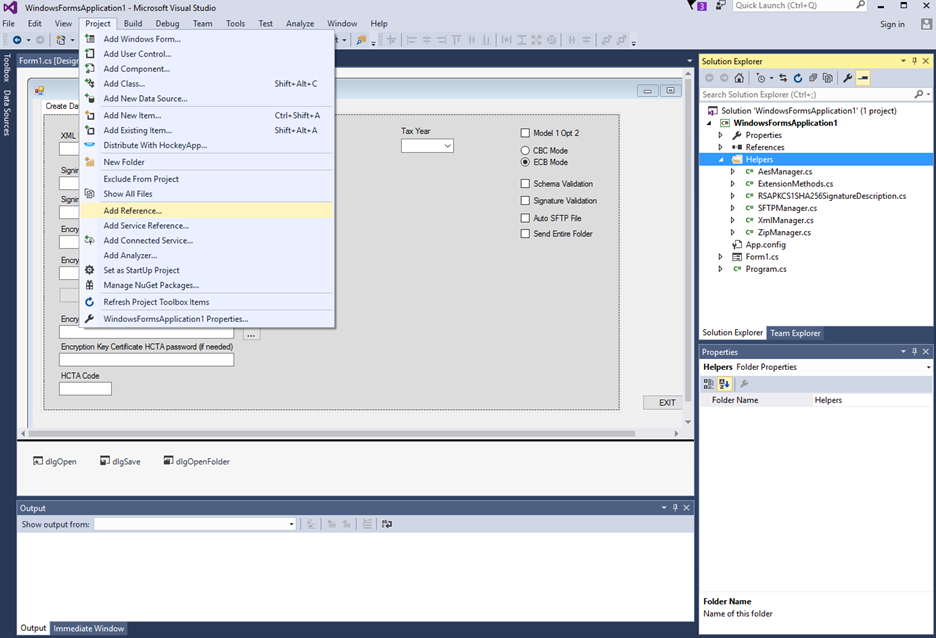 WindowsFormsApplication1 - Microsoft Visual Studio
3
Quick Launch (Ctrl+Q)
File Edit View Project Build Debug Team Tools Test Analyze Window Help
Sign in
Toolbox
Data Sources
Form1.cs [Design]
Add Windows Form...
Add User Control...
Add Component...
Add Class... Shift+Alt+C
Add New Data Source...
Add New Item... Ctrl+Shift+A
Add Existing Item... Shift+Alt+A
Distribute With HockeyApp...
New Folder
Exclude From Project
Show All Files
Add Reference...
Add Service Reference...
Add Connected Service...
Add Analyzer...
Set as StartUp Project
Manage NuGet Packages...
Refresh Project Toolbox Items
WindowsFormsApplication1 Properties...
Create Da
XML
Signin
Signin
Encry
Encry
Encry
...
Encryption Key Certificate HCTA password (if needed)
HCTA Code
Tax Year
Model 1 Opt 2
CBC Mode
ECB Mode
Schema Validation
Signature Validation
Auto SFTP File
Send Entire Folder
EXIT
dlgOpen dlgSave dlgOpenFolder
Output
Show output from:
Output Immediate Window
Solution Explorer
Search Solution Explorer (Ctrl+;)
Solution 'WindowsFormsApplication1' (1 project)
WindowsFormsApplication1
Properties
References
Helpers
AesManager.cs
ExtensionMethods.cs
RSAPKCS1SHA256SignatureDescription.cs
SFTPManager.cs
XmlManager.cs
ZipManager.cs
App.config
Form1.cs
Program.cs
Solution Explorer Team Explorer
Properties
Helpers Folder Properties
Folder Name Helpers
Folder Name
Name of this folder